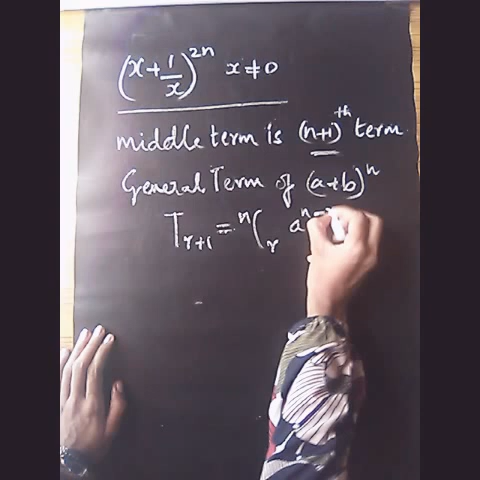 (x+1/x)^2n x≠0
middle term is (n+1)^th term
General Term of (a+b)^n
T_r+1 = ^nC_r a^n-